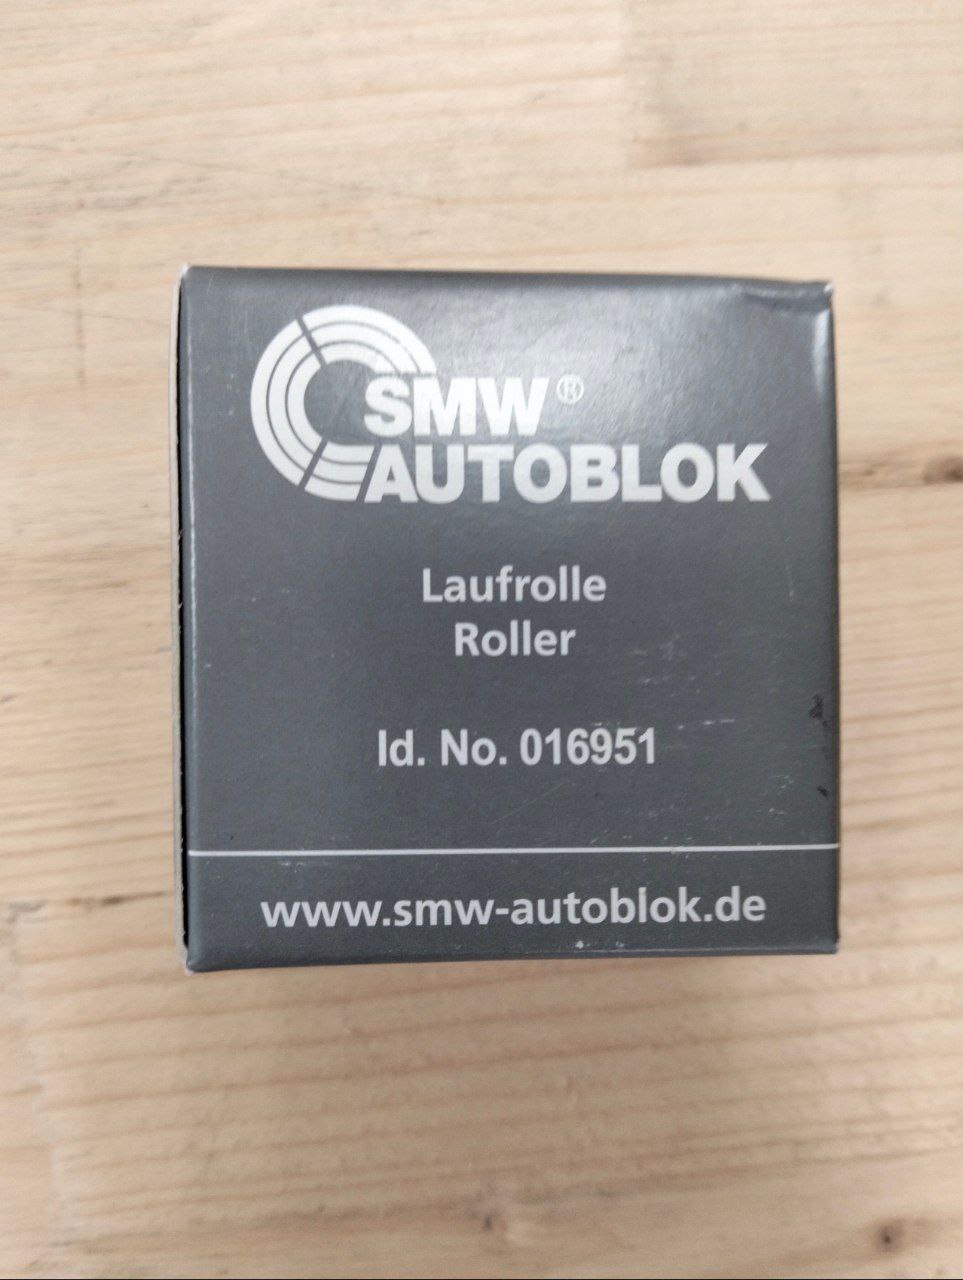 SMW®
AUTOBLOK
Laufrolle
Roller
Id. No. 016951
www.smw-autoblok.de